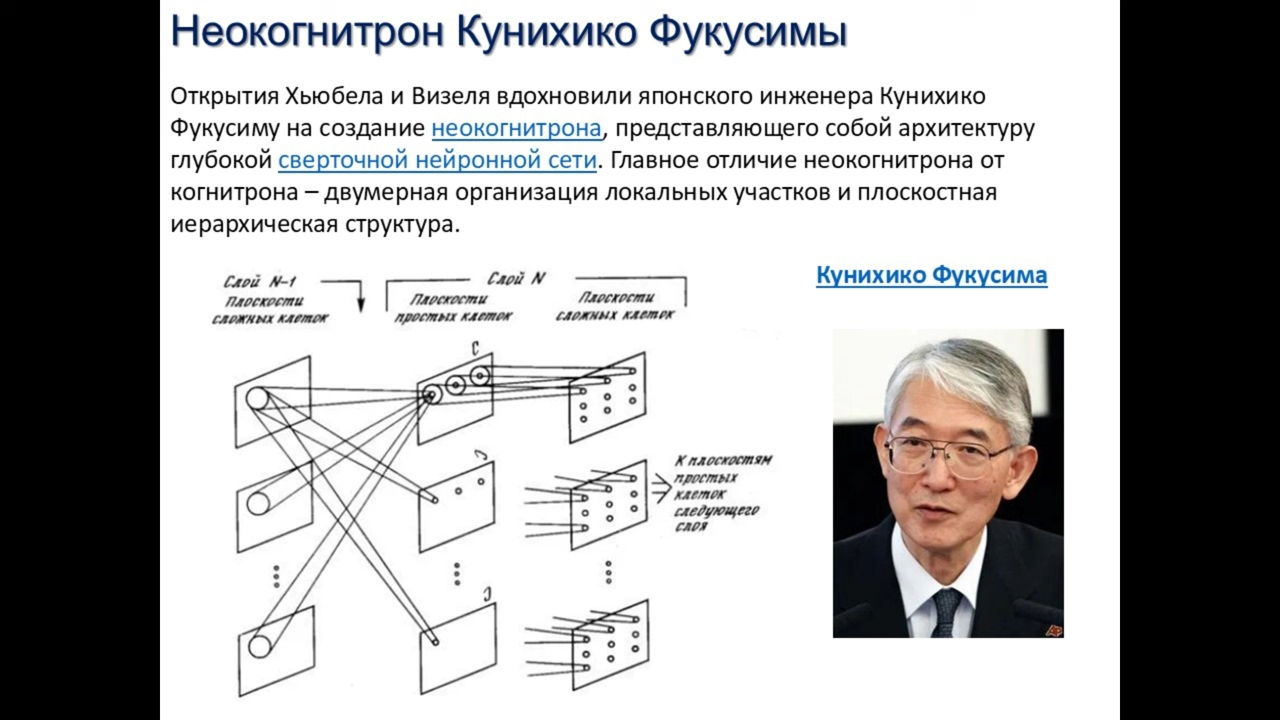 Неокогнитрон Кунихико Фукусимы
Открытия Хьюбела и Визеля вдохновили японского инженера Кунихико
Фукусиму на создание неокогнитрона, представляющего собой архитектуру
глубокой сверточной нейронной сети. Главное отличие неокогнитрона от
когнитрона – двумерная организация локальных участков и плоскостная
иерархическая структура.
Кунихико Фукусима
Слой N-1
Плоскости
сложных клеток
Слой N
Плоскости
простых клеток
Плоскости
сложных клеток
К плоскостям
простых
клеток
следующего
слоя
AP